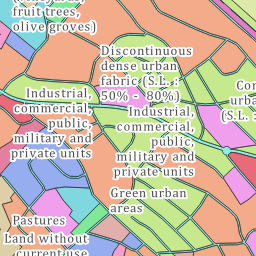 fruit trees,
olive groves)
Discontinuous
dense urban
fabric (S.L. :
50% - 80%)
Industrial,
commercial,
public,
military and
private units
Industrial,
commercial,
public,
military and
private units
urba
(S.L. :
Green urban
areas
Pastures
Land without
current use